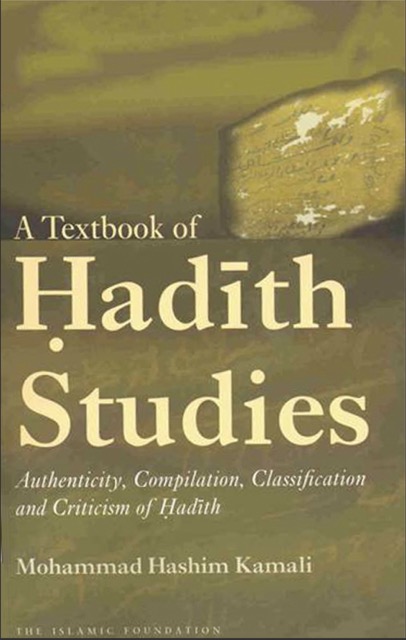 A Textbook of
Ḥadīth
Studies
Authenticity, Compilation, Classification
and Criticism of Ḥadīth
Mohammad Hashim Kamali
THE ISLAMIC FOUNDATION